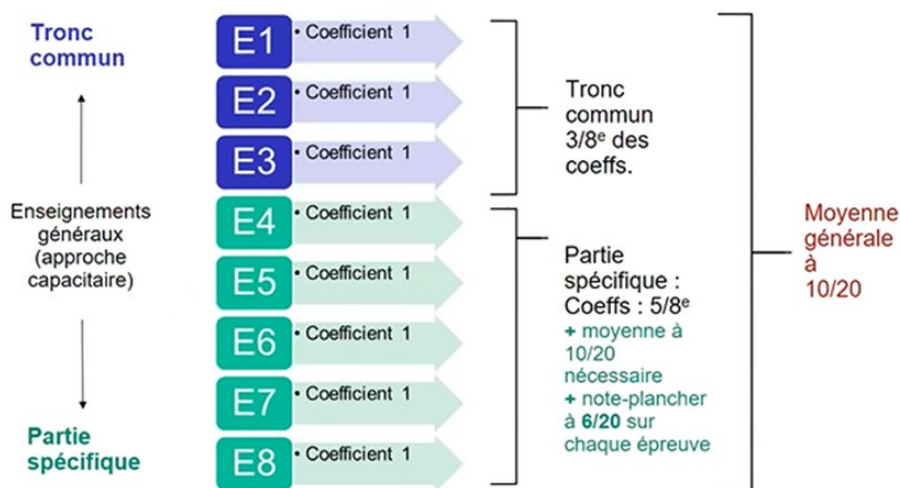 Tronc
commun
Enseignements
généraux
(approche
capacitaire)
Partie
spécifique
E1
• Coefficient 1
E2
• Coefficient 1
E3
• Coefficient 1
E4
• Coefficient 1
E5
• Coefficient 1
E6
• Coefficient 1
E7
• Coefficient 1
E8
• Coefficient 1
Tronc
commun
3/8e des
coeffs.
Partie
spécifique :
Coeffs : 5/8e
+ moyenne à
10/20
nécessaire
+ note-plancher
à 6/20 sur
chaque épreuve
Moyenne
générale
à
10/20